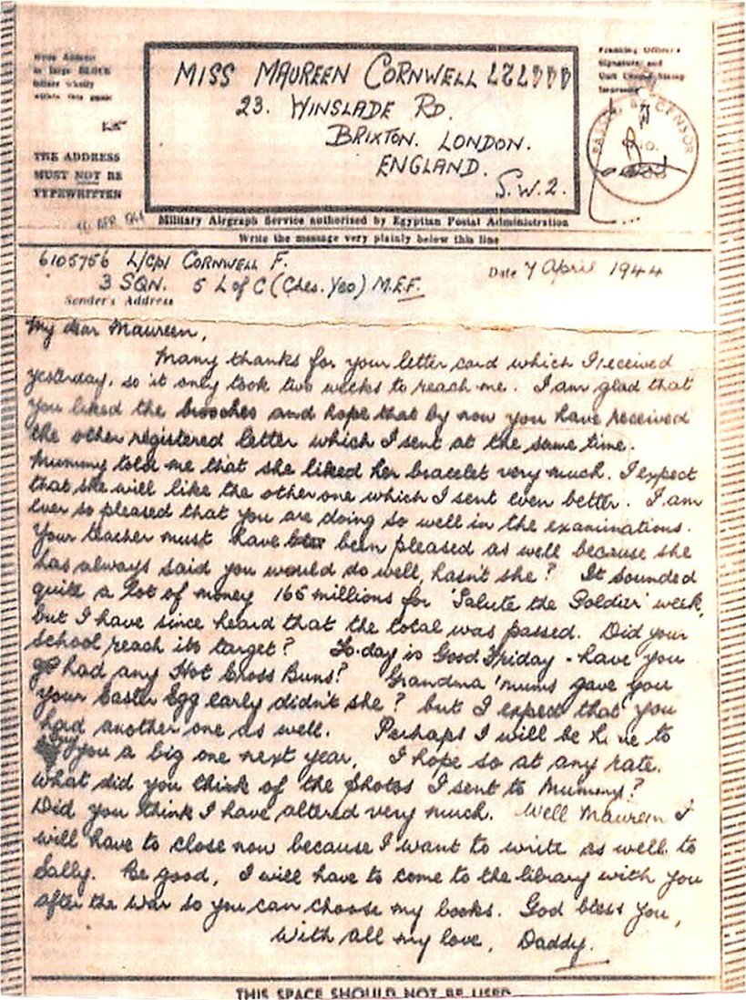 Write Address
in large BLOCK
letters wholly
within this panel
THE ADDRESS
MUST NOT BE
TYPEWRITTEN
MISS MAUREEN CORNWELL
23. WINSLADE RD.
BRIXTON. LONDON.
ENGLAND.
S.W.2.
Franking Officer's
Signature and
Unit Censor Stamp
PASSED BY CENSOR
NO.
APR 1944
Military Airgraph Service authorised by Egyptian Postal Administration
Write the message very plainly below this line
6105756 L/cpl CORNWELL F.
3 SQN. 5 L of C (Ches. Yeo) M.E.F.
Sender's Address
Date 7 April 1944
My dear Maureen,
Many thanks for your letter card which I received
yesterday, so it only took two weeks to reach me. I am glad that
you liked the brooches and hope that by now you have received
the other registered letter which I sent at the same time.
Mummy told me that she liked her bracelet very much. I expect
that she will like the other one which I sent even better. I am
ever so pleased that you are doing so well in the examinations.
Your teacher must have been pleased as well because she
has always said you would do well, hasn't she? It sounded
quite a lot of money 165 millions for 'Salute the Soldier' week,
but I have since heard that the total was passed. Did your
school reach its target? To-day is Good Friday - have you
had any Hot Cross Buns? Grandma 'mums gave you
your Easter Egg early didn't she? but I expect that you
had another one as well. Perhaps I will be home to
you a big one next year, I hope so at any rate.
What did you think of the photos I sent to Mummy?
Did you think I have altered very much. Well Maureen I
will have to close now because I want to write as well to
Sally. Be good, I will have to come to the library with you
after the war so you can choose my books. God bless you,
With all my love, Daddy.
THIS SPACE SHOULD NOT BE USED